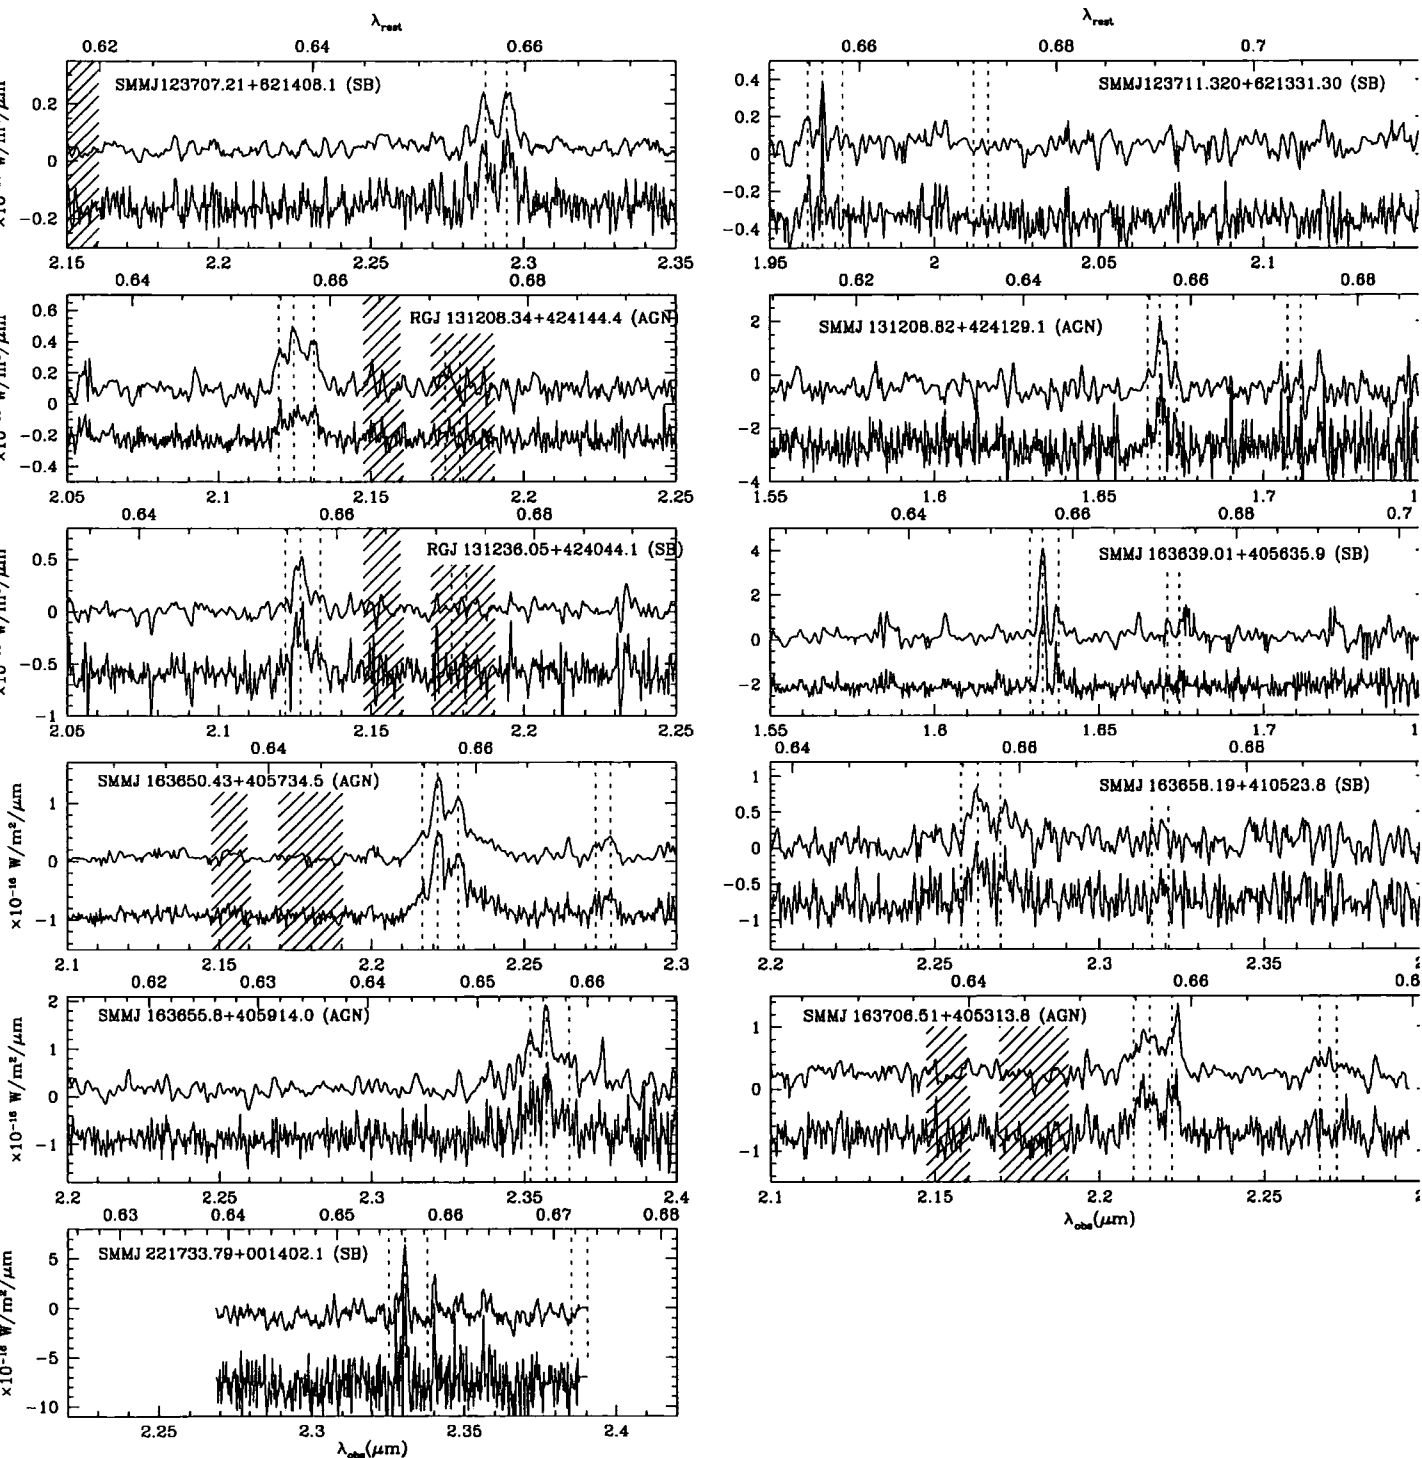 λrest
λrest
0.62 0.64 0.66
0.66 0.68 0.7
SMMJ123707.21+621408.1 (SB)
SMMJ123711.320+621331.30 (SB)
0.2
0
−0.2
0.4
0.2
0
−0.2
−0.4
2.15 2.2 2.25 2.3 2.35
1.95 2 2.05 2.1
0.64 0.66 0.68
0.62 0.64 0.66 0.68
RGJ 131208.34+424144.4 (AGN)
SMMJ 131208.82+424129.1 (AGN)
0.6
0.4
0.2
0
−0.2
−0.4
2
0
−2
−4
2.05 2.1 2.15 2.2 2.25
1.55 1.6 1.65 1.7
0.64 0.66 0.68
0.64 0.66 0.68 0.7
RGJ 131236.05+424044.1 (SB)
SMMJ 163639.01+405635.9 (SB)
0.5
0
−0.5
−1
4
2
0
−2
2.05 2.1 2.15 2.2 2.25
1.55 1.6 1.65 1.7
0.64 0.66
0.64 0.66 0.68
SMMJ 163650.43+405734.5 (AGN)
SMMJ 163658.19+410523.8 (SB)
×10⁻¹⁶ W/m²/μm
1
0
−1
1
0.5
0
−0.5
−1
2.1 2.15 2.2 2.25 2.3
2.2 2.25 2.3 2.35
0.62 0.63 0.64 0.65 0.66
0.64 0.66
SMMJ 163655.8+405914.0 (AGN)
SMMJ 163706.51+405313.8 (AGN)
×10⁻¹⁶ W/m²/μm
2
1
0
−1
1
0
−1
2.2 2.25 2.3 2.35 2.4
2.1 2.15 2.2 2.25
λobs(μm)
0.63 0.64 0.65 0.66 0.67 0.68
SMMJ 221733.79+001402.1 (SB)
×10⁻¹⁶ W/m²/μm
5
0
−5
−10
2.25 2.3 2.35 2.4
λobs(μm)